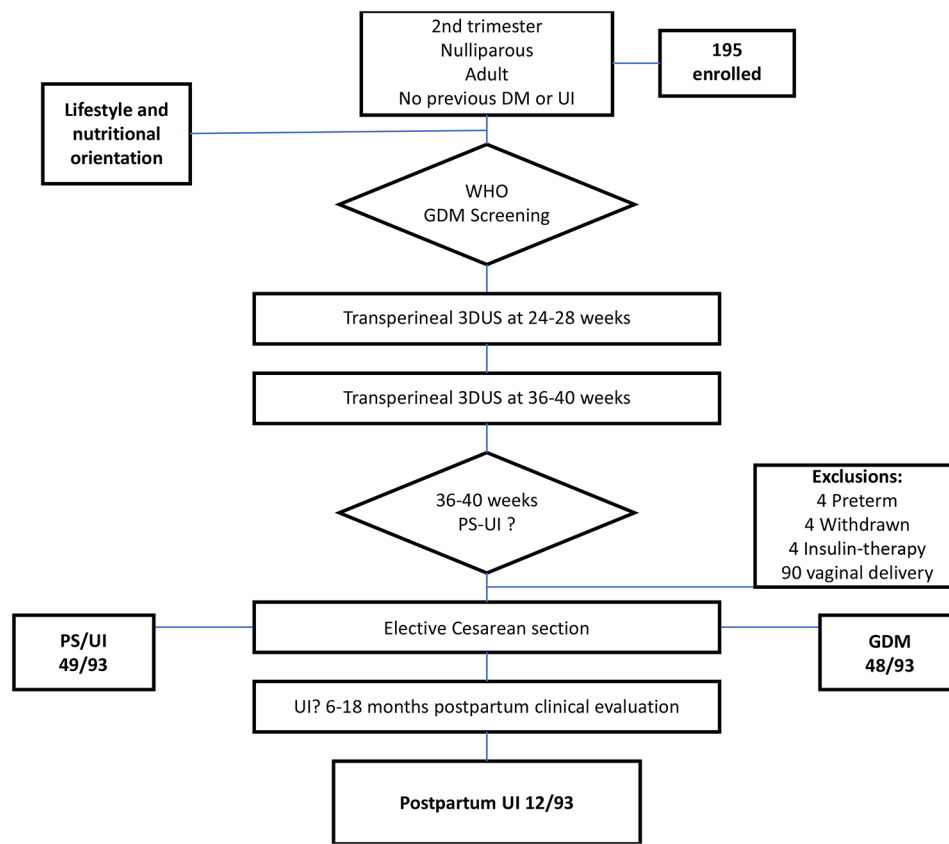 2nd trimester
Nulliparous
Adult
No previous DM or UI
195
enrolled
Lifestyle and
nutritional
orientation
WHO
GDM Screening
Transperineal 3DUS at 24-28 weeks
Transperineal 3DUS at 36-40 weeks
36-40 weeks
PS-UI ?
Exclusions:
4 Preterm
4 Withdrawn
4 Insulin-therapy
90 vaginal delivery
PS/UI
49/93
Elective Cesarean section
GDM
48/93
UI? 6-18 months postpartum clinical evaluation
Postpartum UI 12/93